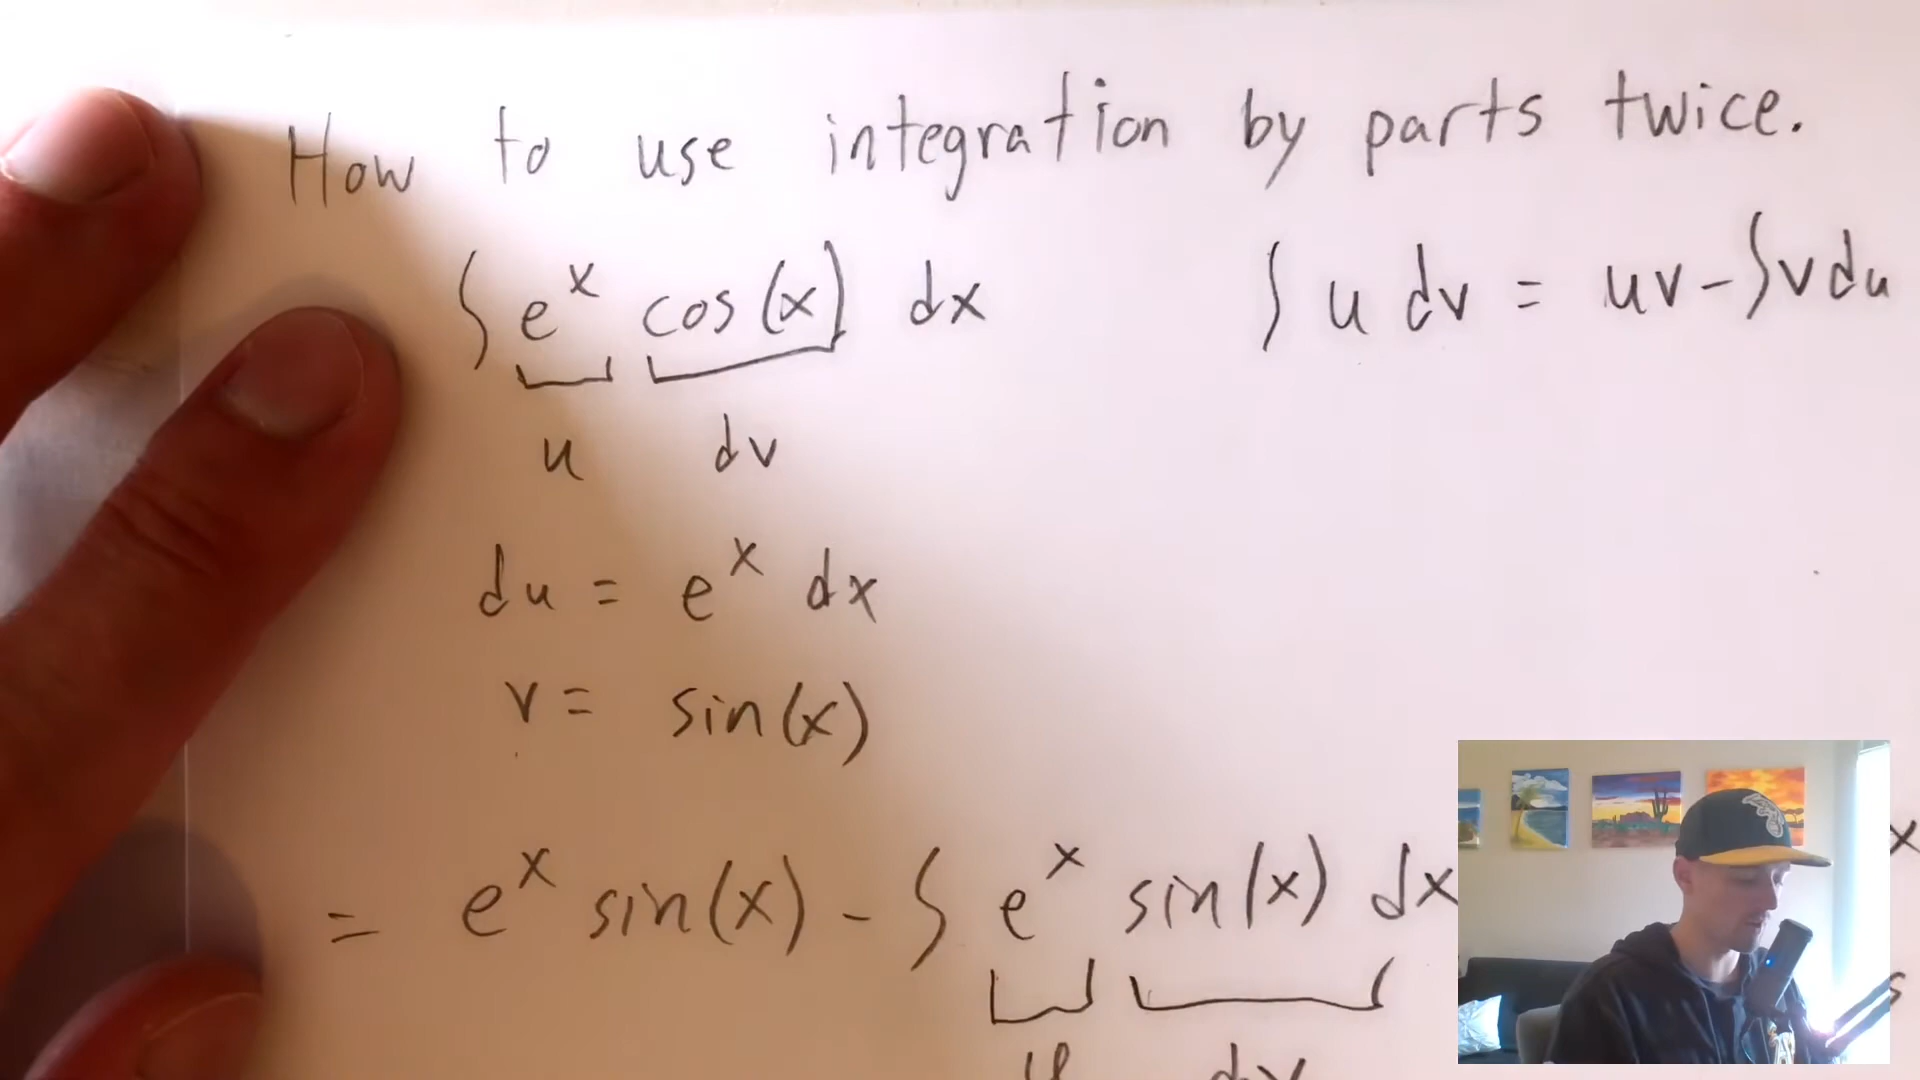 How to use integration by parts twice.
∫ e^x cos(x) dx
∫ u dv = uv - ∫ v du
u dv
du = e^x dx
v = sin(x)
= e^x sin(x) - ∫ e^x sin(x) dx
u dv